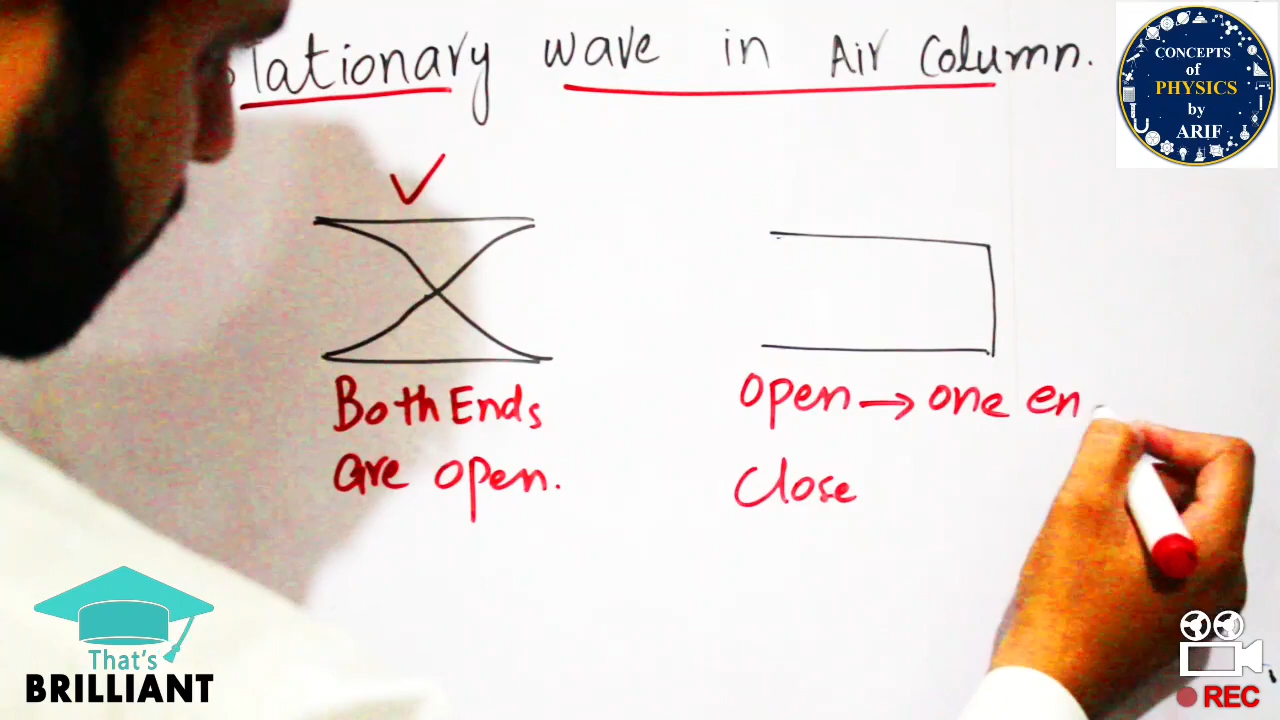 lationary wave in Air Column.
CONCEPTS
of
PHYSICS
by
ARIF
Both Ends
are open.
open → one en
Close
That's
BRILLIANT
REC